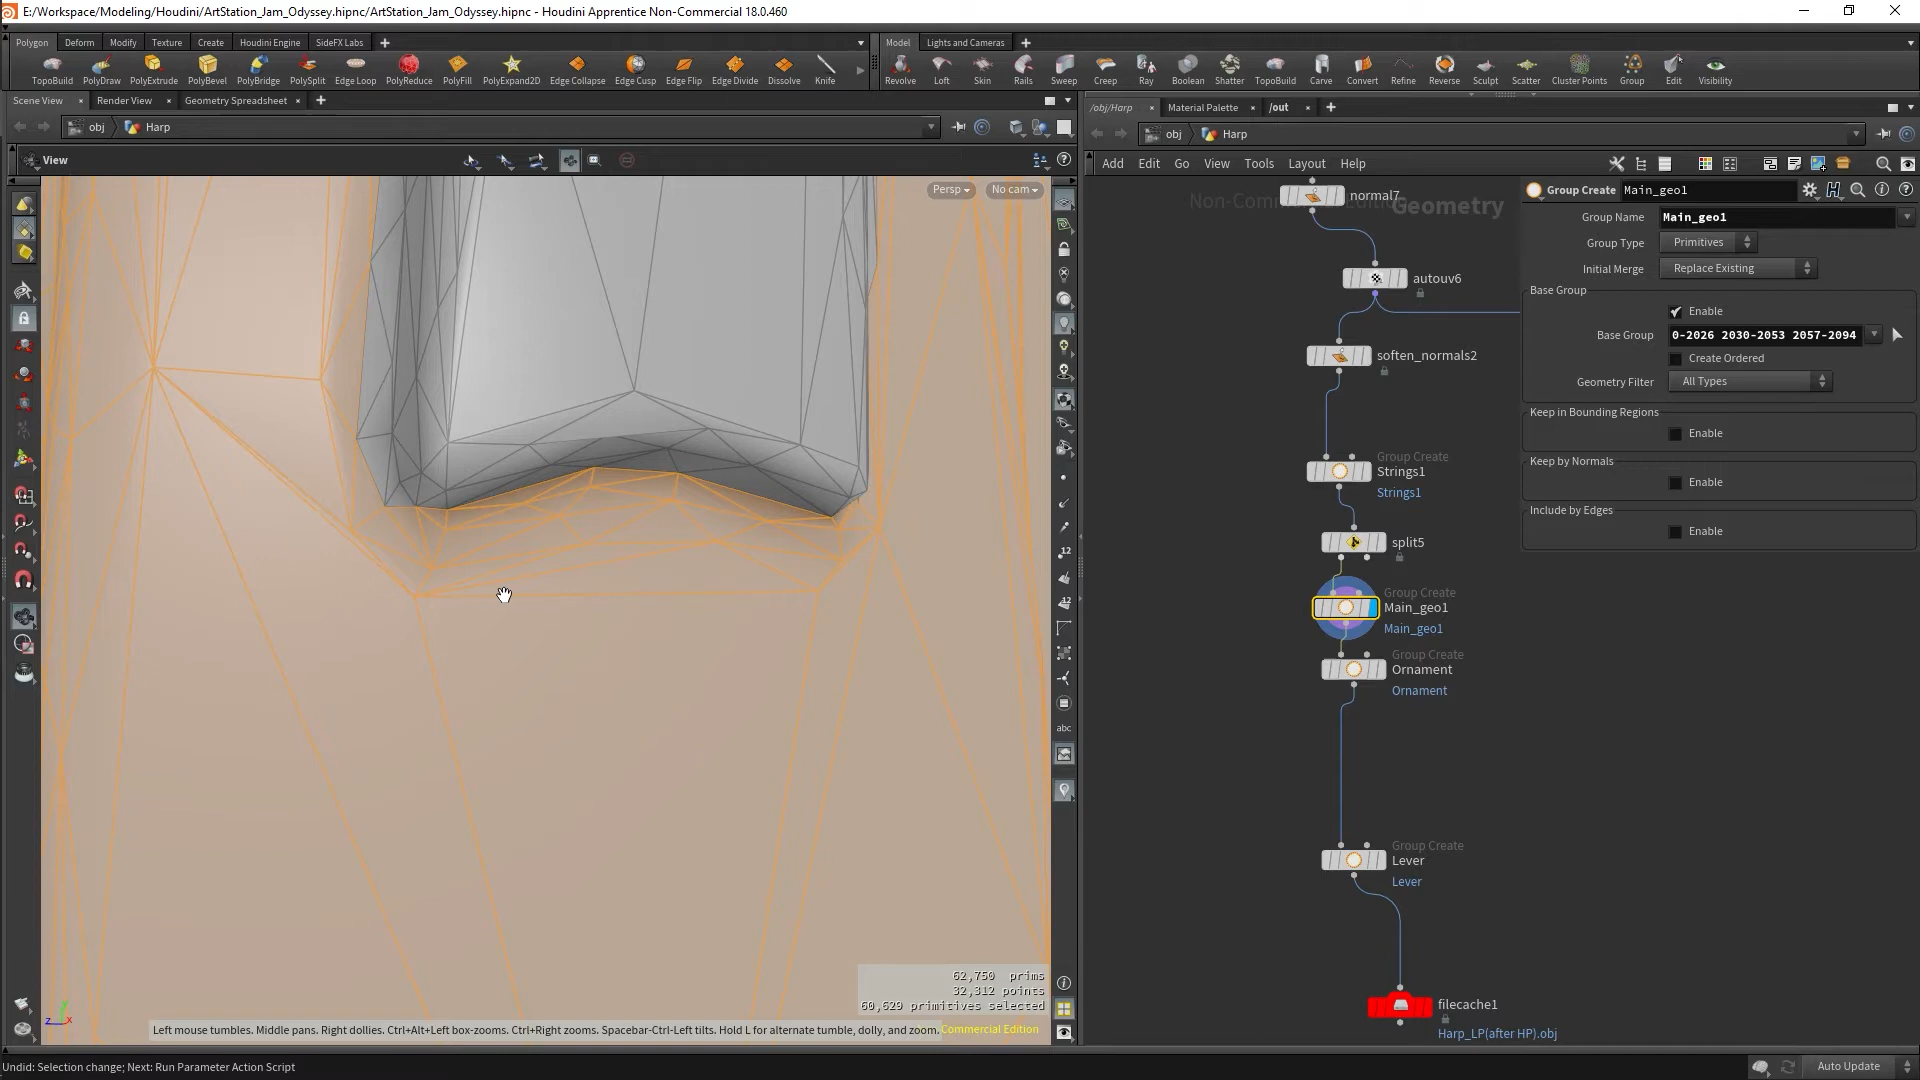 E:/Workspace/Modeling/Houdini/ArtStation_Jam_Odyssey.hipnc/ArtStation_Jam_Odyssey.hipnc - Houdini Apprentice Non-Commercial 18.0.460
Polygon Deform Modify Texture Create Houdini Engine SideFX Labs
Model Lights and Cameras
TopoBuild PolyDraw PolyExtrude PolyBevel PolyBridge PolySplit Edge Loop PolyReduce PolyFill PolyExpand2D Edge Collapse Edge Cusp Edge Flip Edge Divide Dissolve Knife
Revolve Loft Skin Rails Sweep Creep Ray Boolean Shatter TopoBuild Carve Convert Refine Reverse Sculpt Scatter Cluster Points Group Edit Visibility
Scene View Render View Geometry Spreadsheet
/obj/Harp Material Palette /out
obj Harp
obj Harp
View
Add Edit Go View Tools Layout Help
Persp No cam
normal7
Geometry
Group Create Main_geo1
Group Name Main_geo1
Group Type Primitives
Initial Merge Replace Existing
Base Group
Enable
Base Group 0-2026 2030-2053 2057-2094
Create Ordered
Geometry Filter All Types
Keep in Bounding Regions
Enable
Keep by Normals
Enable
Include by Edges
Enable
autouv6
soften_normals2
Group Create
Strings1
Strings1
split5
Group Create
Main_geo1
Main_geo1
Group Create
Ornament
Ornament
Group Create
Lever
Lever
filecache1
Harp_LP(after HP).obj
12
12
abc
62,750 prims
32,312 points
60,629 primitives selected
Left mouse tumbles. Middle pans. Right dollies. Ctrl+Alt+Left box-zooms. Ctrl+Right zooms. Spacebar-Ctrl-Left tilts. Hold L for alternate tumble, dolly, and zoom.
Commercial Edition
z x y
Undid: Selection change; Next: Run Parameter Action Script
Auto Update